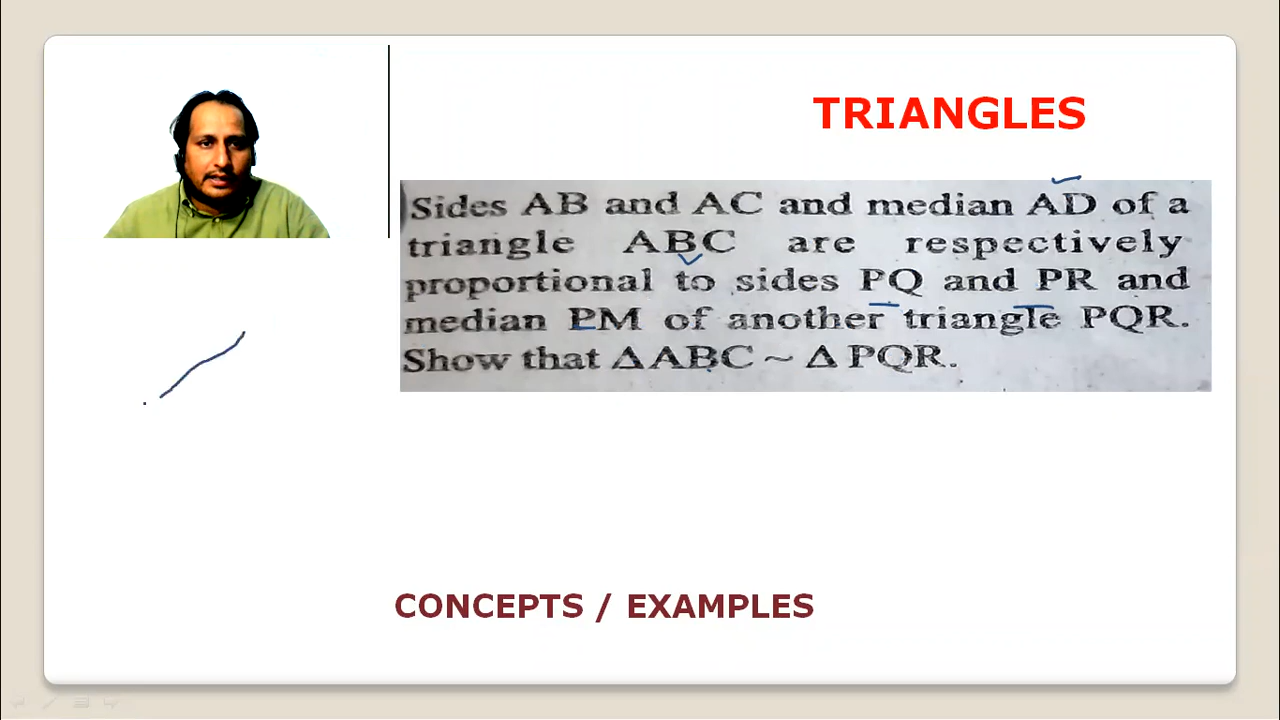 TRIANGLES
Sides AB and AC and median AD of a
triangle ABC are respectively
proportional to sides PQ and PR and
median PM of another triangle PQR.
Show that ΔABC ~ Δ PQR.
CONCEPTS / EXAMPLES